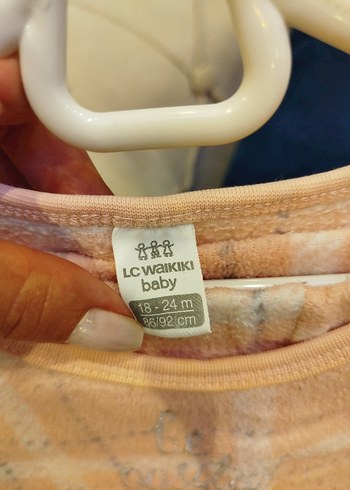 LC WAIKIKI
baby
18 - 24 m
86/92 cm